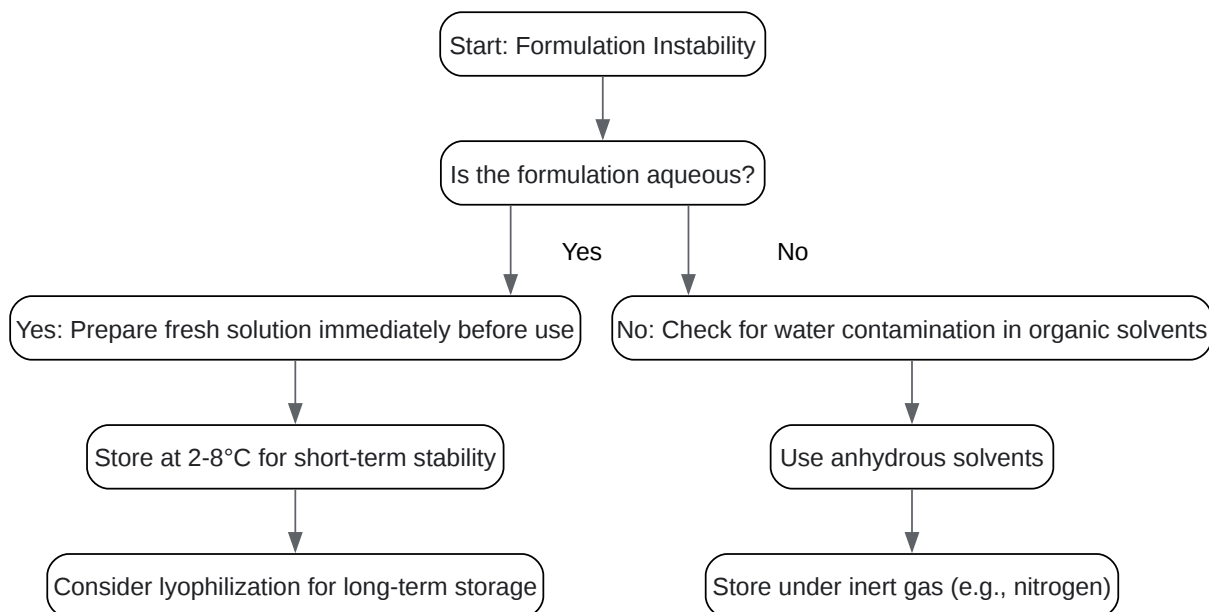 Start: Formulation Instability
Is the formulation aqueous?
Yes
No
Yes: Prepare fresh solution immediately before use
No: Check for water contamination in organic solvents
Store at 2-8°C for short-term stability
Use anhydrous solvents
Consider lyophilization for long-term storage
Store under inert gas (e.g., nitrogen)